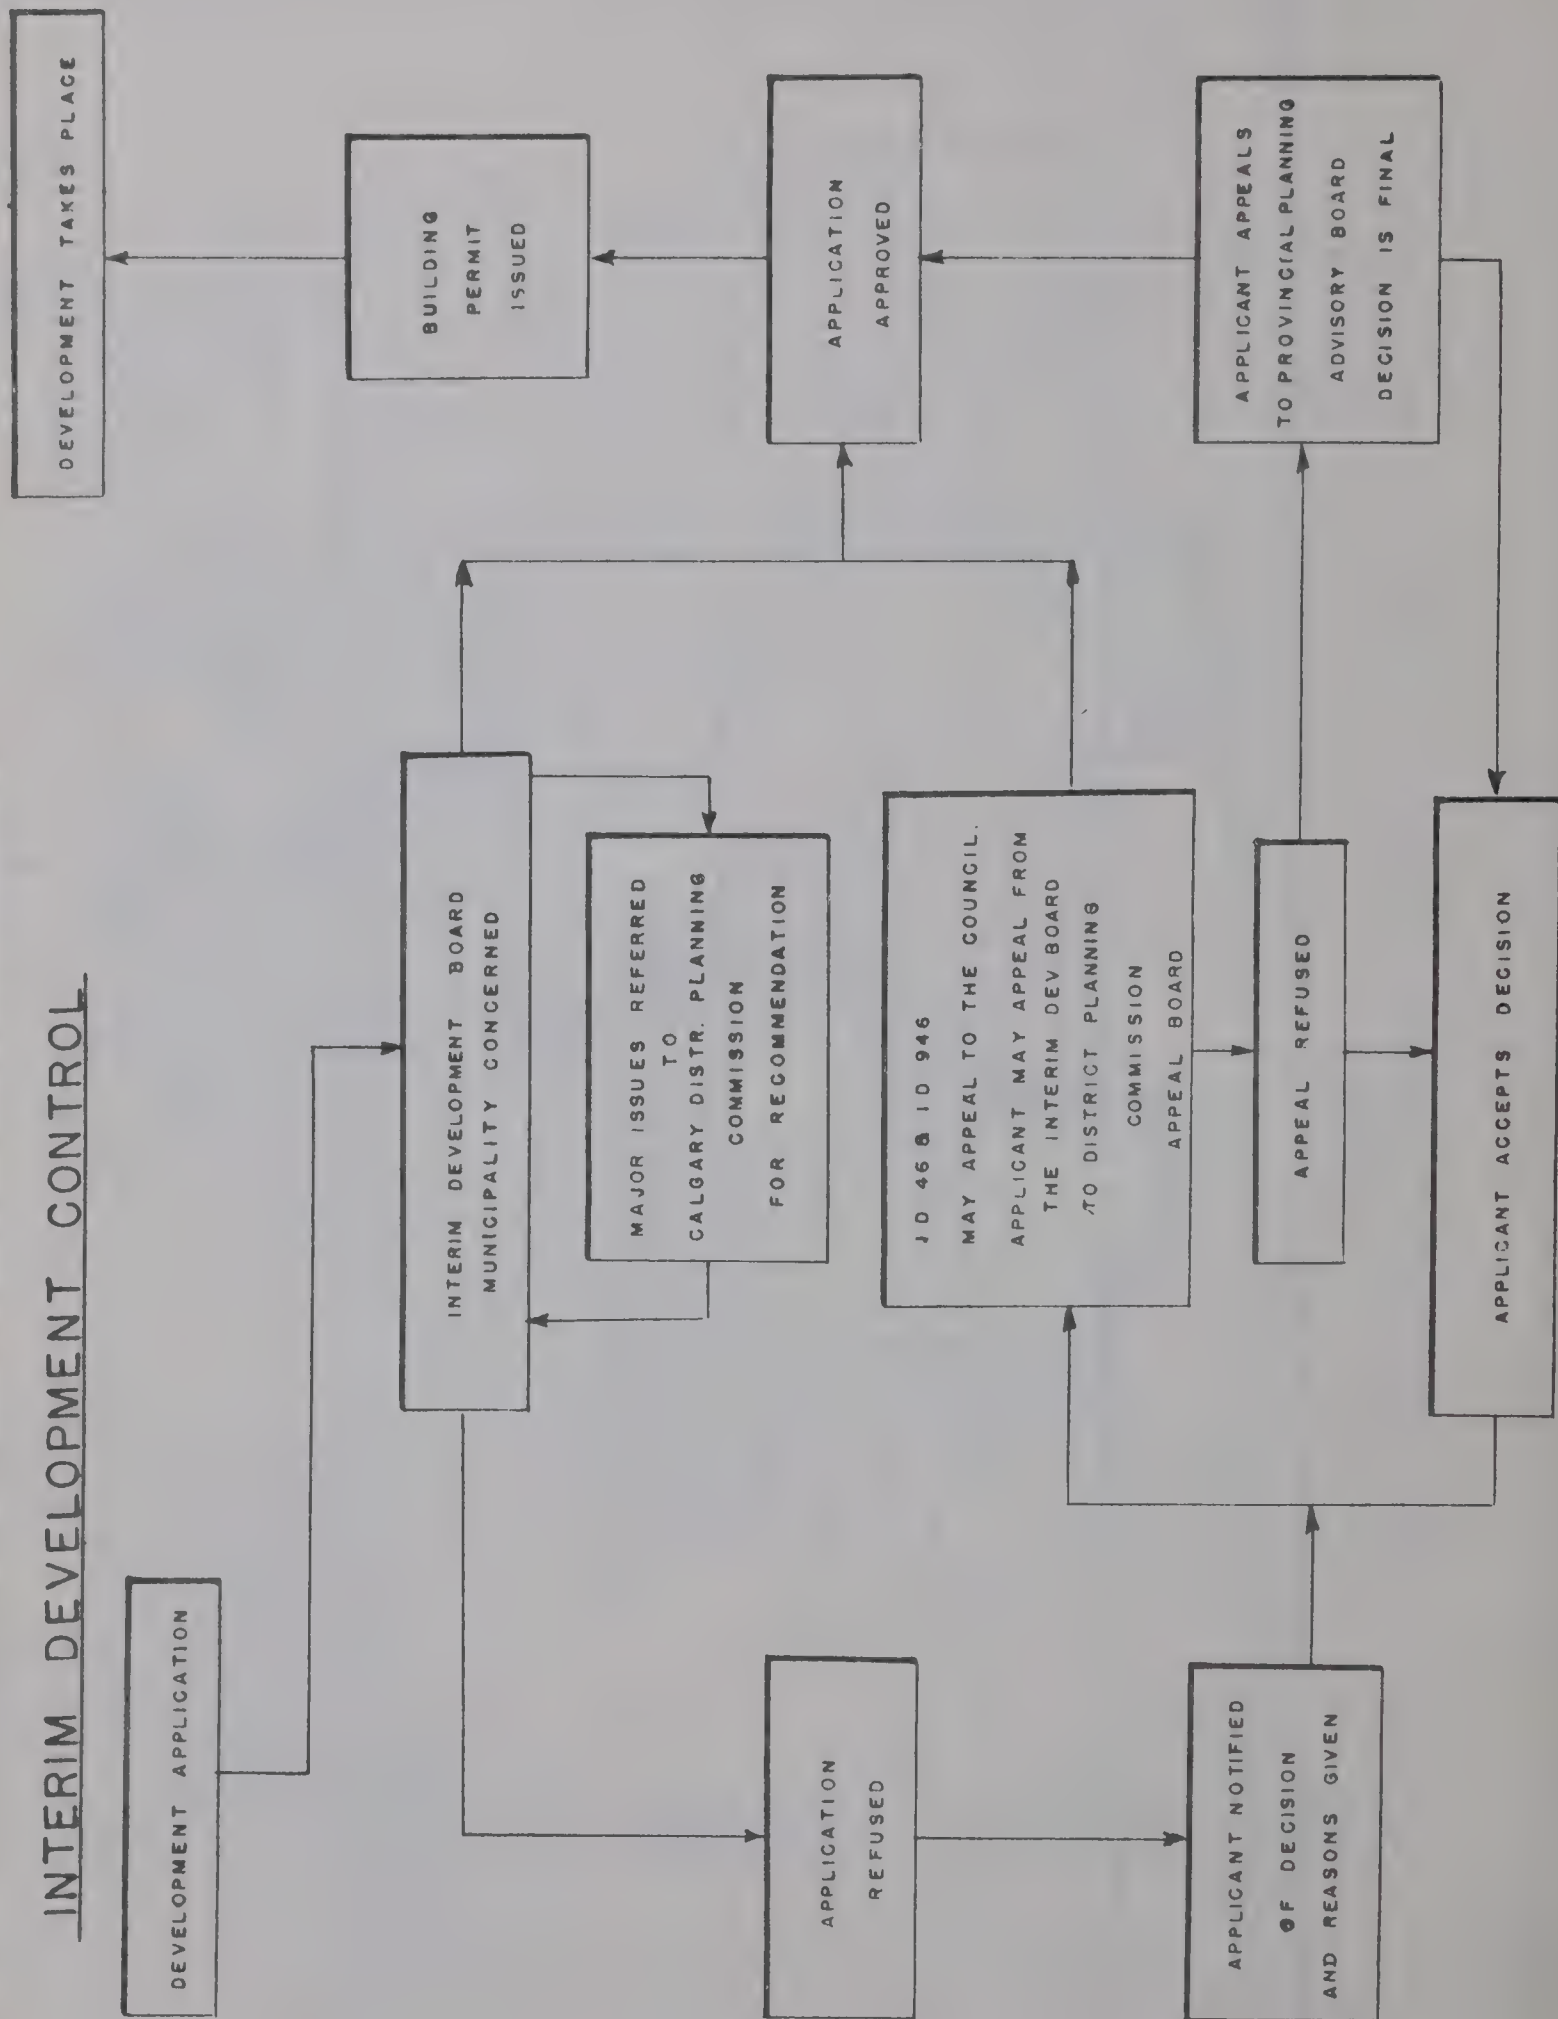 INTERIM DEVELOPMENT CONTROL
DEVELOPMENT APPLICATION
DEVELOPMENT TAKES PLACE
INTERIM DEVELOPMENT BOARD
MUNICIPALITY CONCERNED
BUILDING
PERMIT
ISSUED
MAJOR ISSUES REFERRED
TO
CALGARY DISTR. PLANNING
COMMISSION
FOR RECOMMENDATION
APPLICATION
REFUSED
APPLICATION
APPROVED
I D 46 & I D 946
MAY APPEAL TO THE COUNCIL.
APPLICANT MAY APPEAL FROM
THE INTERIM DEV BOARD
TO DISTRICT PLANNING
COMMISSION
APPEAL BOARD
APPLICANT NOTIFIED
OF DECISION
AND REASONS GIVEN
APPEAL REFUSED
APPLICANT APPEALS
TO PROVINCIAL PLANNING
ADVISORY BOARD
DECISION IS FINAL
APPLICANT ACCEPTS DECISION